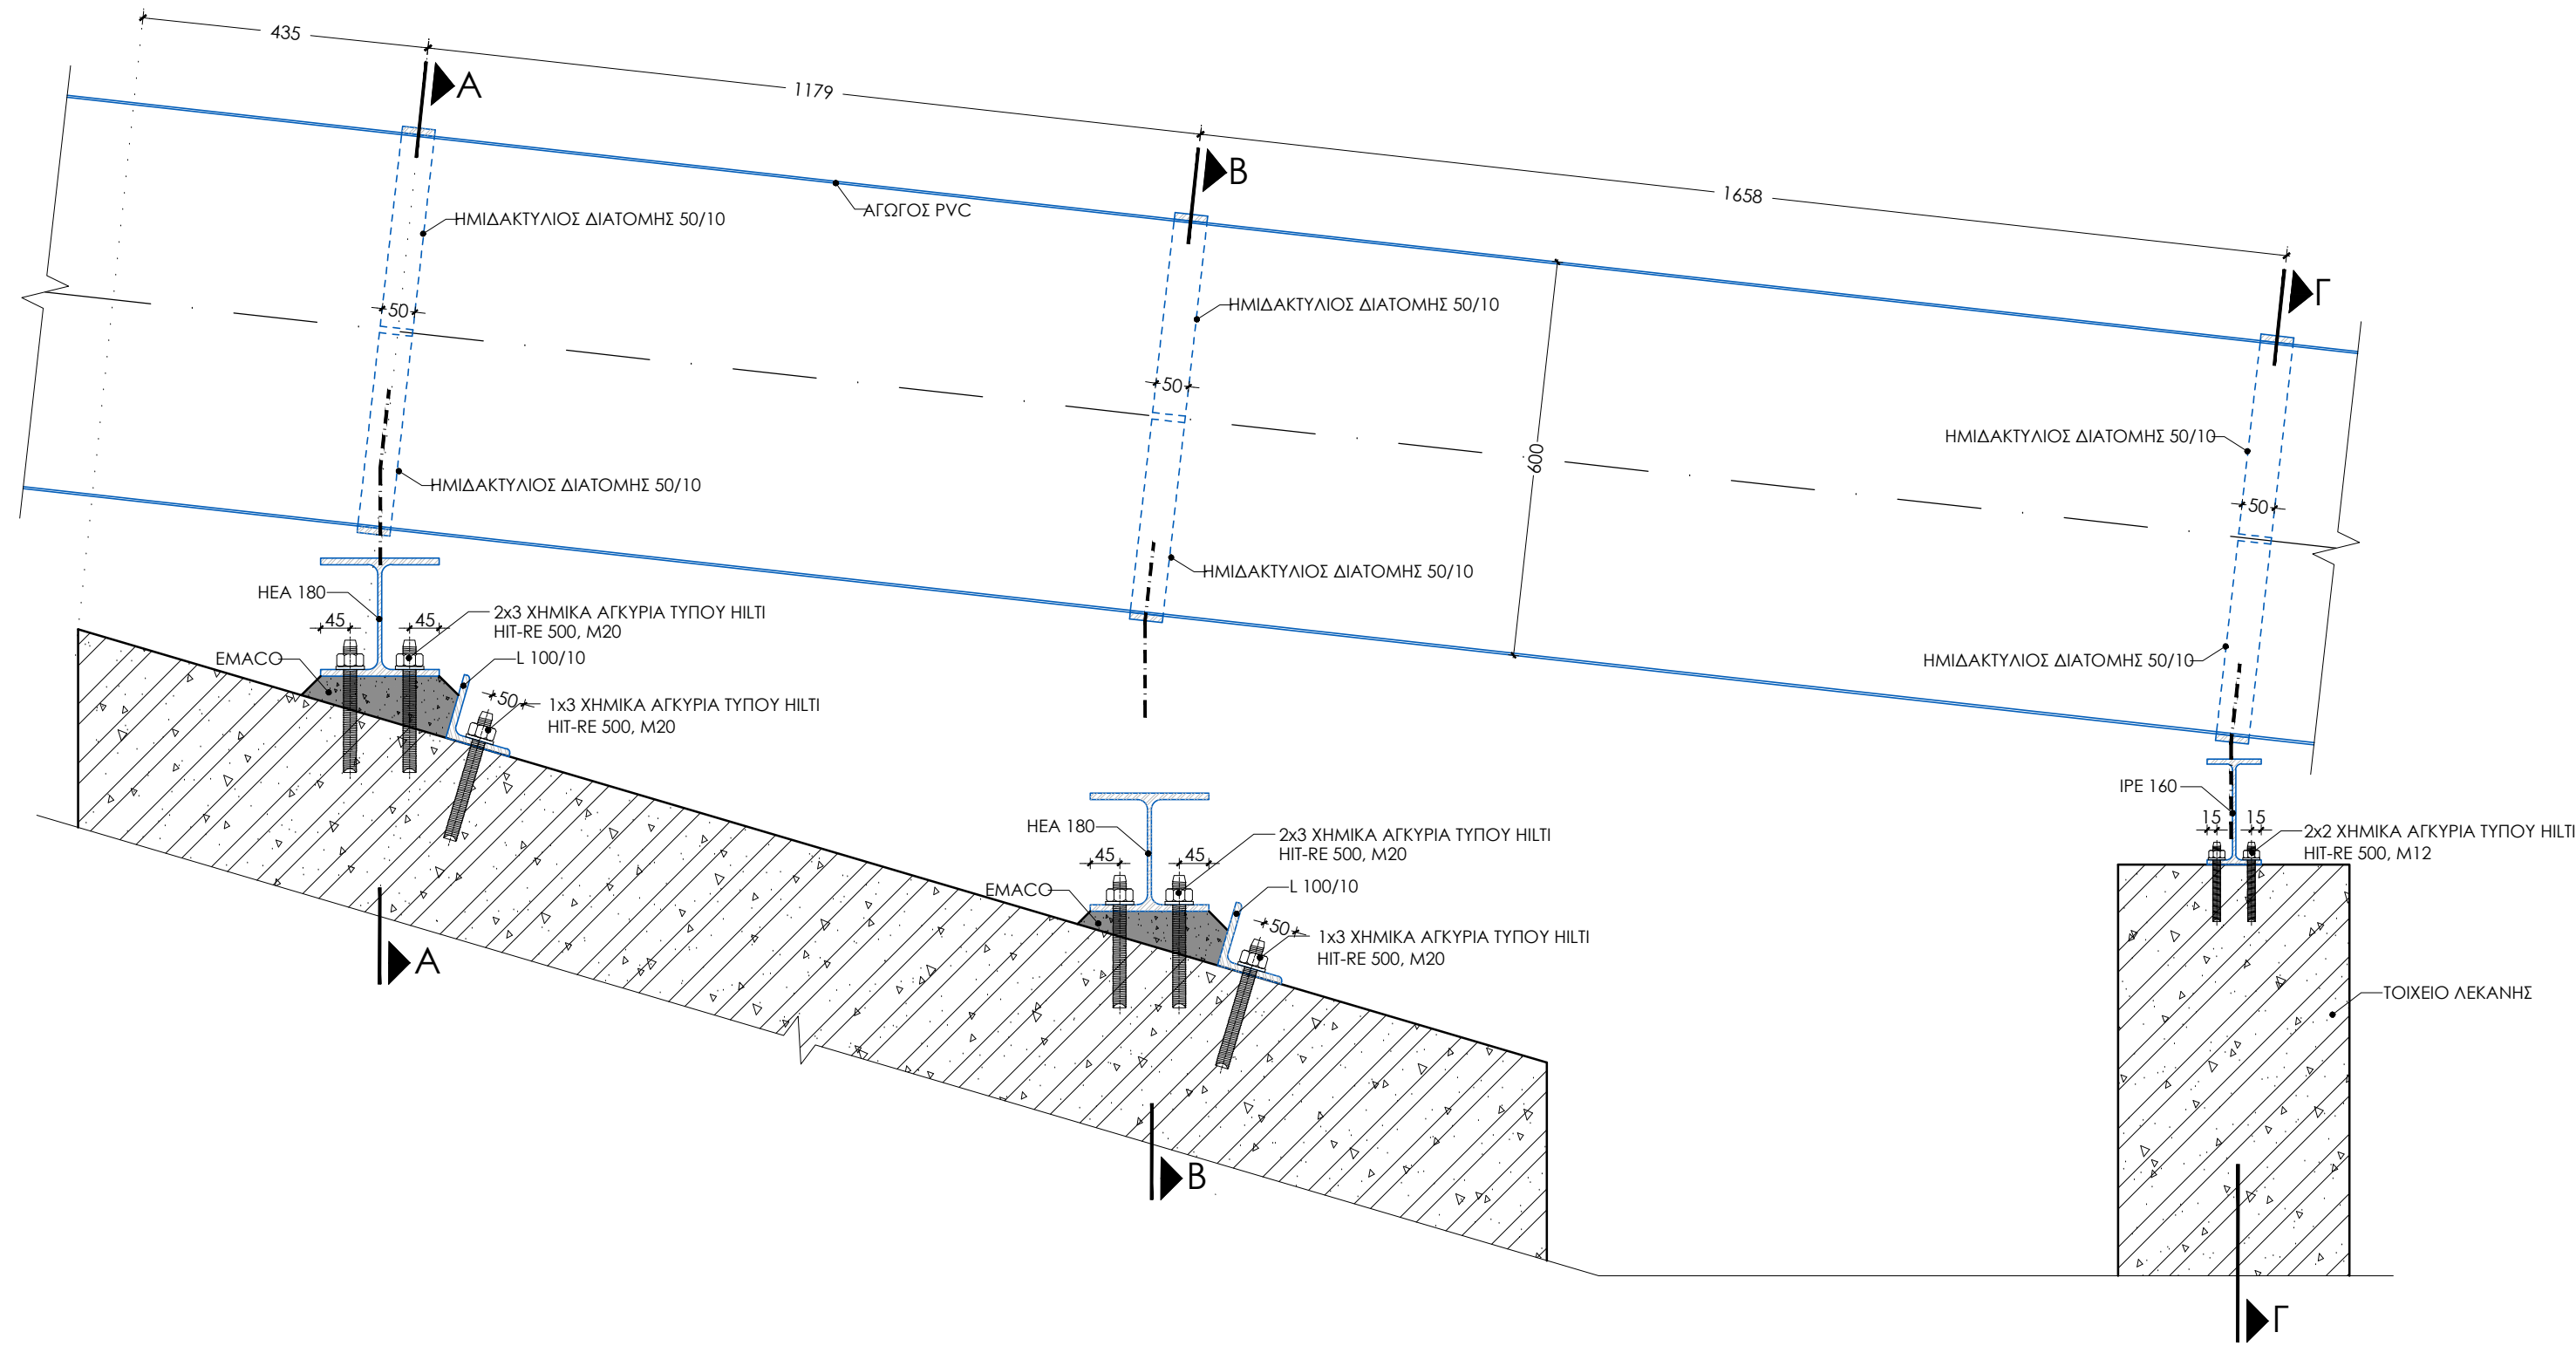 435
1179
1658
A
B
Γ
ΗΜΙΔΑΚΤΥΛΙΟΣ ΔΙΑΤΟΜΗΣ 50/10
ΑΓΩΓΟΣ PVC
ΗΜΙΔΑΚΤΥΛΙΟΣ ΔΙΑΤΟΜΗΣ 50/10
50
50
600
ΗΜΙΔΑΚΤΥΛΙΟΣ ΔΙΑΤΟΜΗΣ 50/10
50
ΗΜΙΔΑΚΤΥΛΙΟΣ ΔΙΑΤΟΜΗΣ 50/10
ΗΜΙΔΑΚΤΥΛΙΟΣ ΔΙΑΤΟΜΗΣ 50/10
ΗΜΙΔΑΚΤΥΛΙΟΣ ΔΙΑΤΟΜΗΣ 50/10
HEA 180
45
45
2x3 ΧΗΜΙΚΑ ΑΓΚΥΡΙΑ ΤΥΠΟΥ HILTI
HIT-RE 500, M20
EMACO
L 100/10
50
1x3 ΧΗΜΙΚΑ ΑΓΚΥΡΙΑ ΤΥΠΟΥ HILTI
HIT-RE 500, M20
HEA 180
45
45
2x3 ΧΗΜΙΚΑ ΑΓΚΥΡΙΑ ΤΥΠΟΥ HILTI
HIT-RE 500, M20
EMACO
L 100/10
50
1x3 ΧΗΜΙΚΑ ΑΓΚΥΡΙΑ ΤΥΠΟΥ HILTI
HIT-RE 500, M20
IPE 160
15
15
2x2 ΧΗΜΙΚΑ ΑΓΚΥΡΙΑ ΤΥΠΟΥ HILTI
HIT-RE 500, M12
ΤΟΙΧΕΙΟ ΛΕΚΑΝΗΣ
A
B
Γ